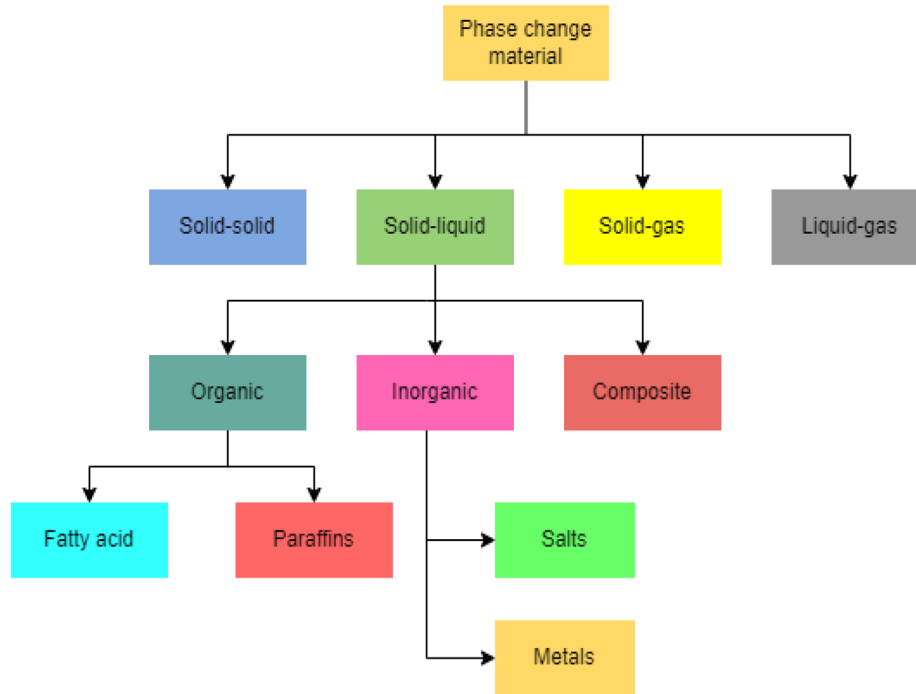 Phase change
material
Solid-solid
Solid-liquid
Solid-gas
Liquid-gas
Organic
Inorganic
Composite
Fatty acid
Paraffins
Salts
Metals